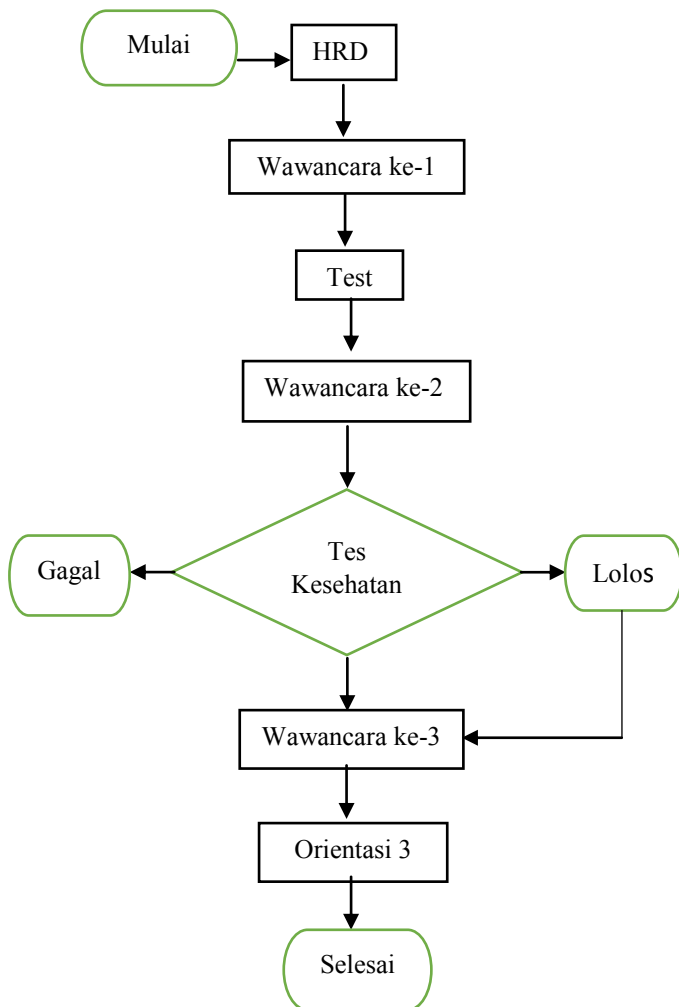 Mulai
HRD
Wawancara ke-1
Test
Wawancara ke-2
Tes
Kesehatan
Gagal
Lolos
Wawancara ke-3
Orientasi 3
Selesai